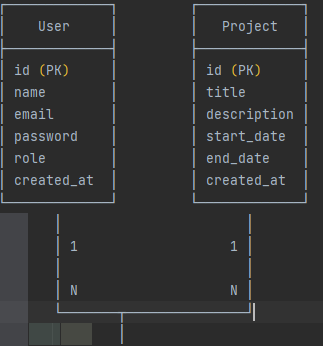 User Project
id (PK) id (PK)
name title
email description
password start_date
role end_date
created_at created_at
1 1
N N